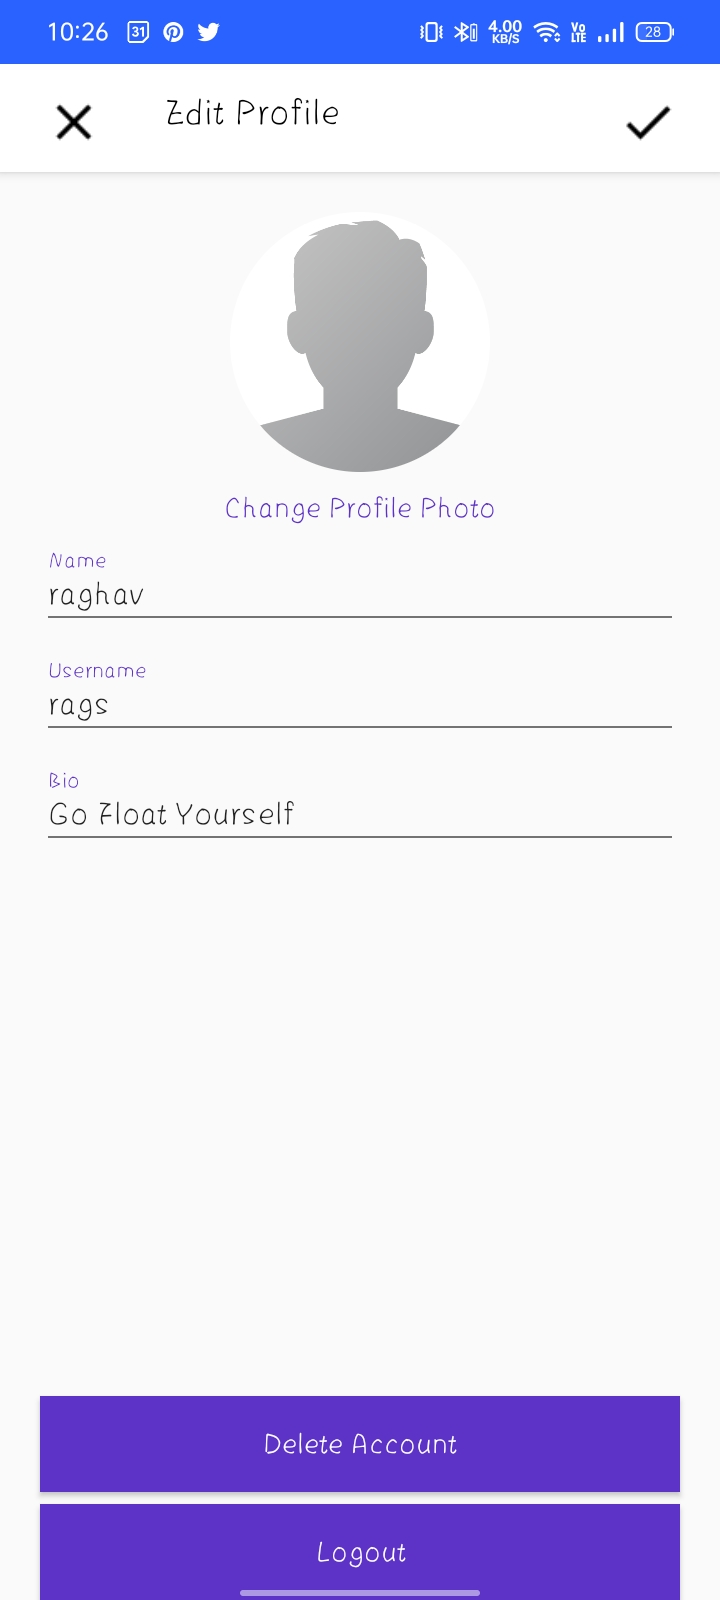 10:26 31 4.00 KB/S Vo LTE 28
Edit Profile
Change Profile Photo
Name
raghav
Username
rags
Bio
Go Float Yourself
Delete Account
Logout